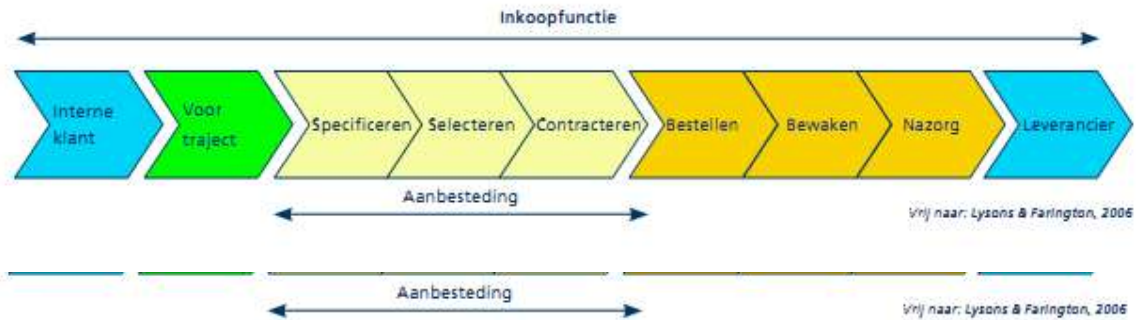 Inkoopfunctie
Interne
klant
Voor
traject
Specificeren
Selecteren
Contracteren
Bestellen
Bewaken
Nazorg
Leverancier
Aanbesteding
Vrij naar: Lysons & Farington, 2006
Aanbesteding
Vrij naar: Lysons & Farington, 2006